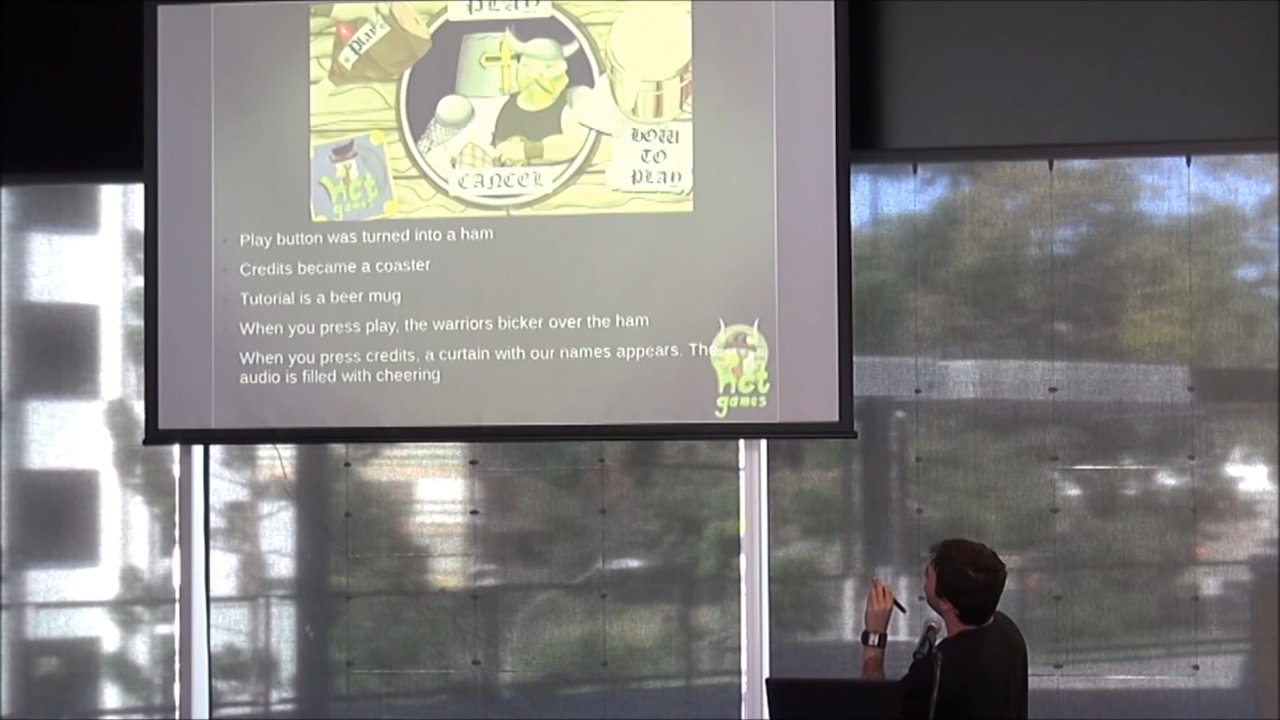 PLAY
Play
HOW
TO
PLAY
CANCEL
hct
games
Play button was turned into a ham
Credits became a coaster
Tutorial is a beer mug
When you press play, the warriors bicker over the ham
When you press credits, a curtain with our names appears. The
audio is filled with cheering
hct
games